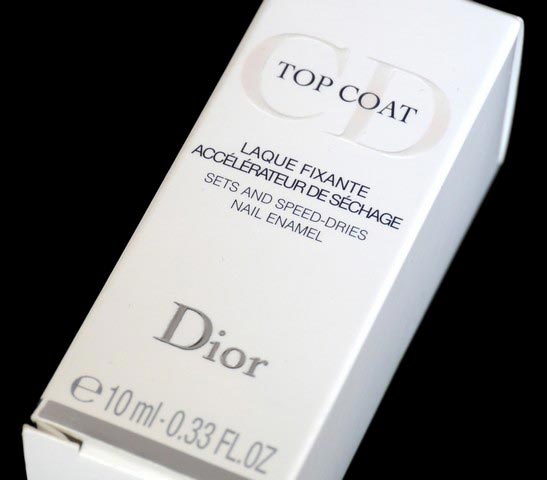 CD
TOP COAT
LAQUE FIXANTE
ACCÉLÉRATEUR DE SÉCHAGE
SETS AND SPEED-DRIES
NAIL ENAMEL
Dior
℮ 10 ml·0.33 FL.OZ